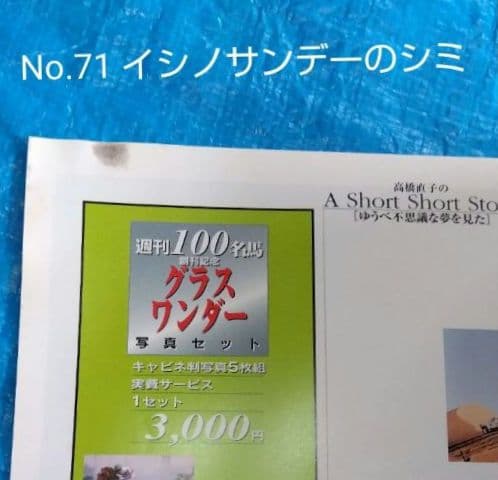 No.71 イシノサンデーのシミ
高橋直子の
A Short Short Sto
[ゆうべ不思議な夢を見た]
週刊100名馬
創刊記念
グラス
ワンダー
写真セット
キャビネ判写真5枚組
実費サービス
1セット
3,000円